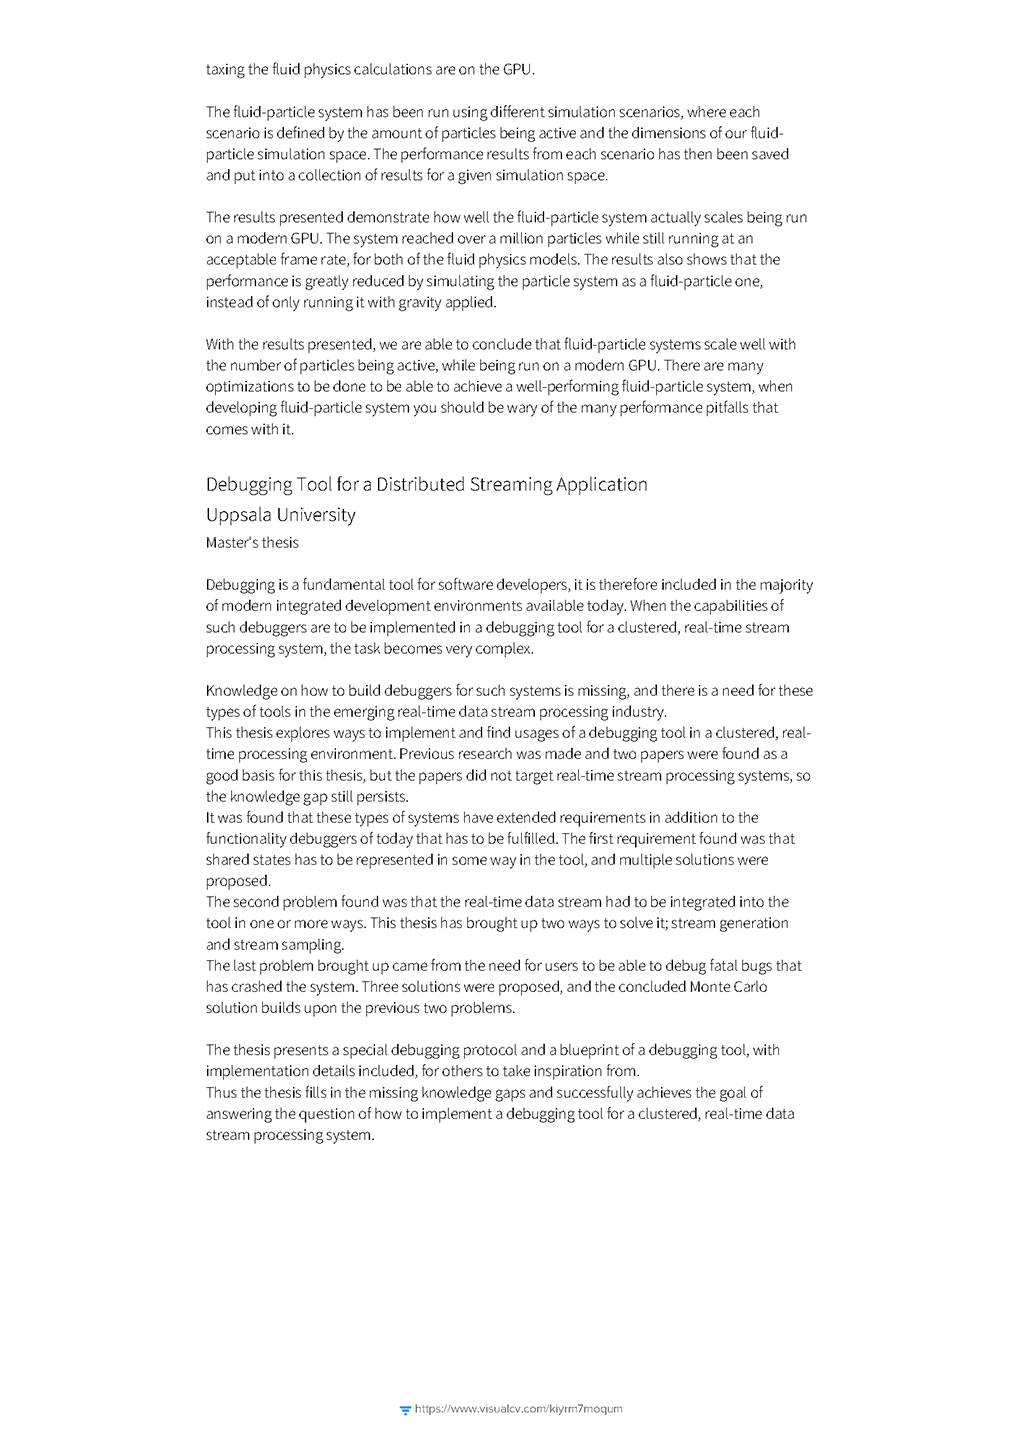 taxing the fluid physics calculations are on the GPU.
The fluid-particle system has been run using different simulation scenarios, where each
scenario is defined by the amount of particles being active and the dimensions of our fluid-
particle simulation space. The performance results from each scenario has then been saved
and put into a collection of results for a given simulation space.
The results presented demonstrate how well the fluid-particle system actually scales being run
on a modern GPU. The system reached over a million particles while still running at an
acceptable frame rate, for both of the fluid physics models. The results also shows that the
performance is greatly reduced by simulating the particle system as a fluid-particle one,
instead of only running it with gravity applied.
With the results presented, we are able to conclude that fluid-particle systems scale well with
the number of particles being active, while being run on a modern GPU. There are many
optimizations to be done to be able to achieve a well-performing fluid-particle system, when
developing fluid-particle system you should be wary of the many performance pitfalls that
comes with it.
Debugging Tool for a Distributed Streaming Application
Uppsala University
Master's thesis
Debugging is a fundamental tool for software developers, it is therefore included in the majority
of modern integrated development environments available today. When the capabilities of
such debuggers are to be implemented in a debugging tool for a clustered, real-time stream
processing system, the task becomes very complex.
Knowledge on how to build debuggers for such systems is missing, and there is a need for these
types of tools in the emerging real-time data stream processing industry.
This thesis explores ways to implement and find usages of a debugging tool in a clustered, real-
time processing environment. Previous research was made and two papers were found as a
good basis for this thesis, but the papers did not target real-time stream processing systems, so
the knowledge gap still persists.
It was found that these types of systems have extended requirements in addition to the
functionality debuggers of today that has to be fulfilled. The first requirement found was that
shared states has to be represented in some way in the tool, and multiple solutions were
proposed.
The second problem found was that the real-time data stream had to be integrated into the
tool in one or more ways. This thesis has brought up two ways to solve it; stream generation
and stream sampling.
The last problem brought up came from the need for users to be able to debug fatal bugs that
has crashed the system. Three solutions were proposed, and the concluded Monte Carlo
solution builds upon the previous two problems.
The thesis presents a special debugging protocol and a blueprint of a debugging tool, with
implementation details included, for others to take inspiration from.
Thus the thesis fills in the missing knowledge gaps and successfully achieves the goal of
answering the question of how to implement a debugging tool for a clustered, real-time data
stream processing system.
https://www.visualcv.com/kiyrm7moqum